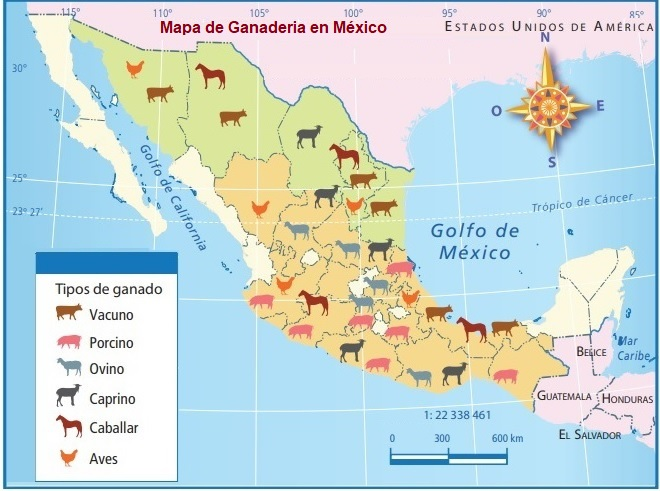 Mapa de Ganaderia en México
ESTADOS UNIDOS DE AMÉRICA
115° 110° 105° 100° 95° 90° 85°
N
O E
S
30°
25°
23° 27'
Golfo de California
Trópico de Cáncer
Golfo de
México
Tipos de ganado
Vacuno
Porcino
Ovino
Caprino
Caballar
Aves
Mar
Caribe
BELICE
GUATEMALA
HONDURAS
EL SALVADOR
1: 22 338 461
0 300 600 km